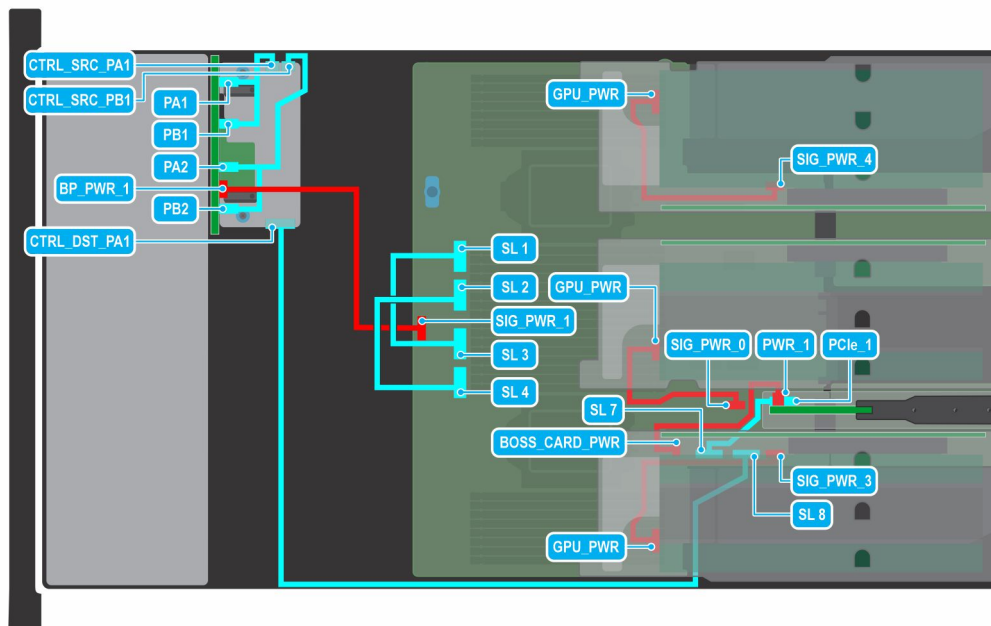 CTRL_SRC_PA1
CTRL_SRC_PB1
PA1
PB1
PA2
BP_PWR_1
PB2
CTRL_DST_PA1
SL 1
SL 2
SIG_PWR_1
SL 3
SL 4
GPU_PWR
SIG_PWR_4
GPU_PWR
SIG_PWR_0
PWR_1
PCIe_1
SL 7
BOSS_CARD_PWR
SIG_PWR_3
SL 8
GPU_PWR